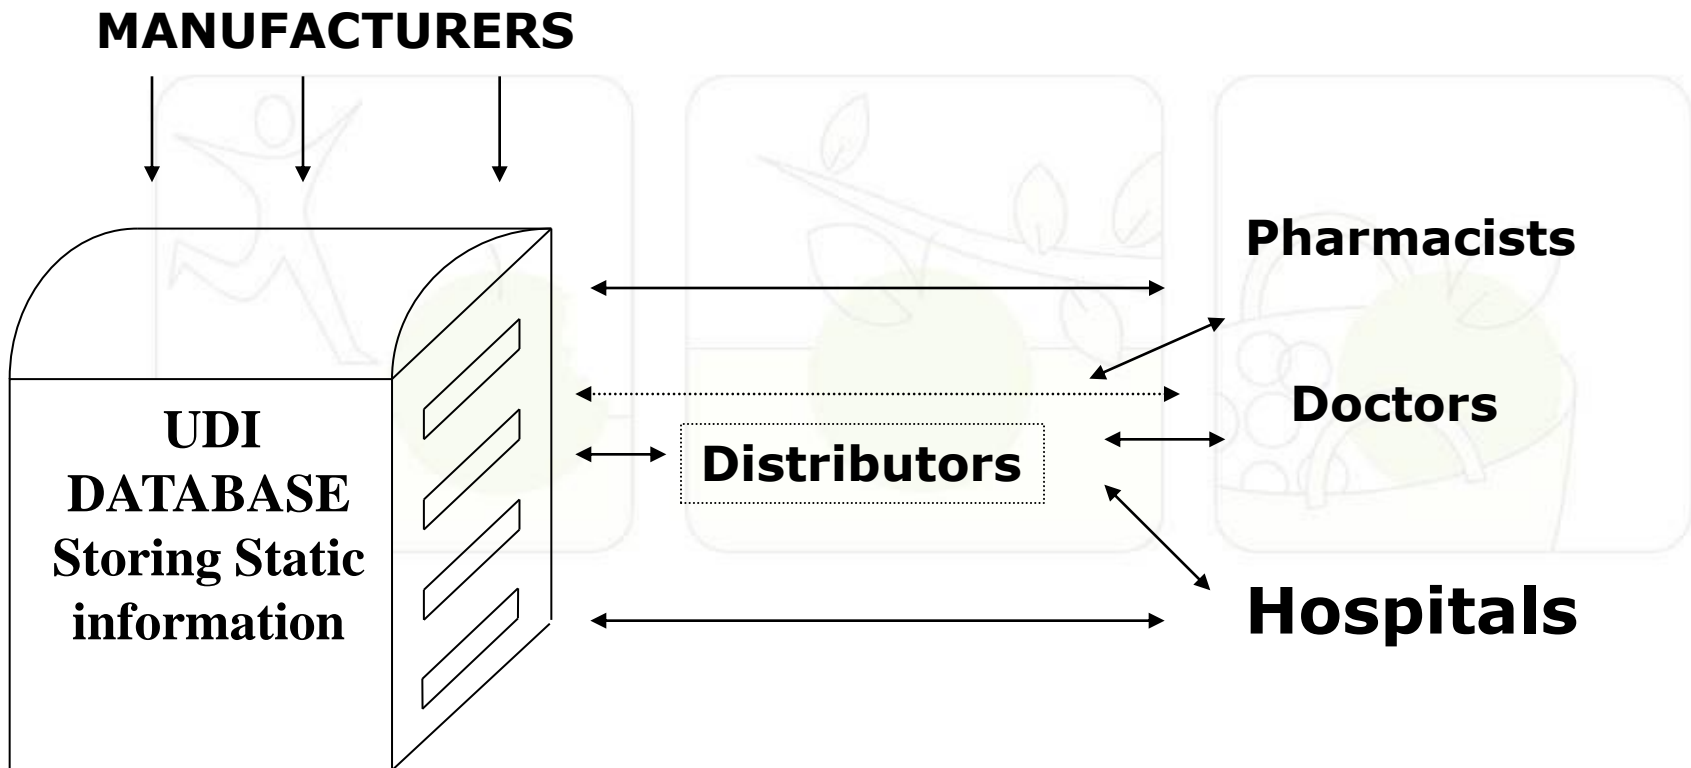 MANUFACTURERS
Pharmacists
Doctors
UDI
DATABASE
Storing Static
information
Distributors
Hospitals